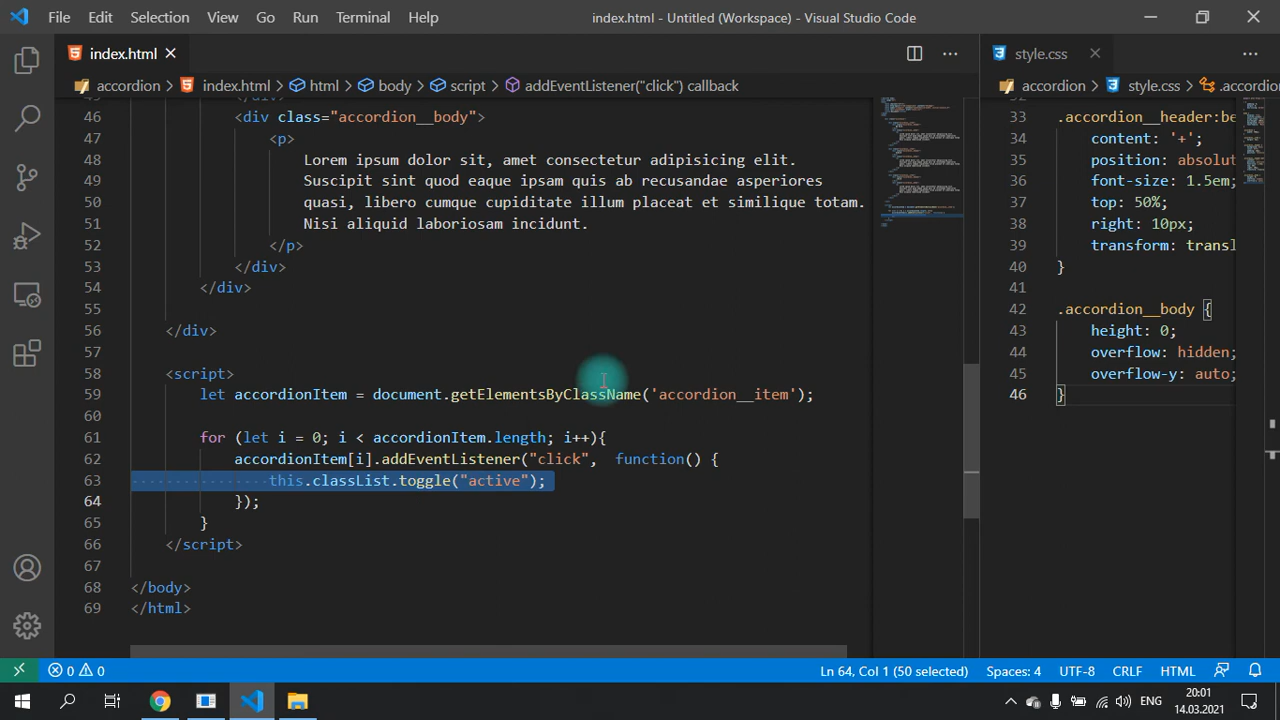 File Edit Selection View Go Run Terminal Help index.html - Untitled (Workspace) - Visual Studio Code
index.html
style.css
accordion index.html html body script addEventListener("click") callback
accordion style.css .accordion
46 <div class="accordion__body">
47 <p>
48 Lorem ipsum dolor sit, amet consectetur adipisicing elit.
49 Suscipit sint quod eaque ipsam quis ab recusandae asperiores
50 quasi, libero cumque cupiditate illum placeat et similique totam.
51 Nisi aliquid laboriosam incidunt.
52 </p>
53 </div>
54 </div>
55
56 </div>
57
58 <script>
59 let accordionItem = document.getElementsByClassName('accordion__item');
60
61 for (let i = 0; i < accordionItem.length; i++){
62 accordionItem[i].addEventListener("click",  function() {
63 this.classList.toggle("active");
64 });
65 }
66 </script>
67
68 </body>
69 </html>
33 .accordion__header:be
34 content: '+';
35 position: absolut
36 font-size: 1.5em;
37 top: 50%;
38 right: 10px;
39 transform: transl
40 }
41
42 .accordion__body {
43 height: 0;
44 overflow: hidden;
45 overflow-y: auto;
46 }
0 0 Ln 64, Col 1 (50 selected) Spaces: 4 UTF-8 CRLF HTML
ENG
20:01
14.03.2021